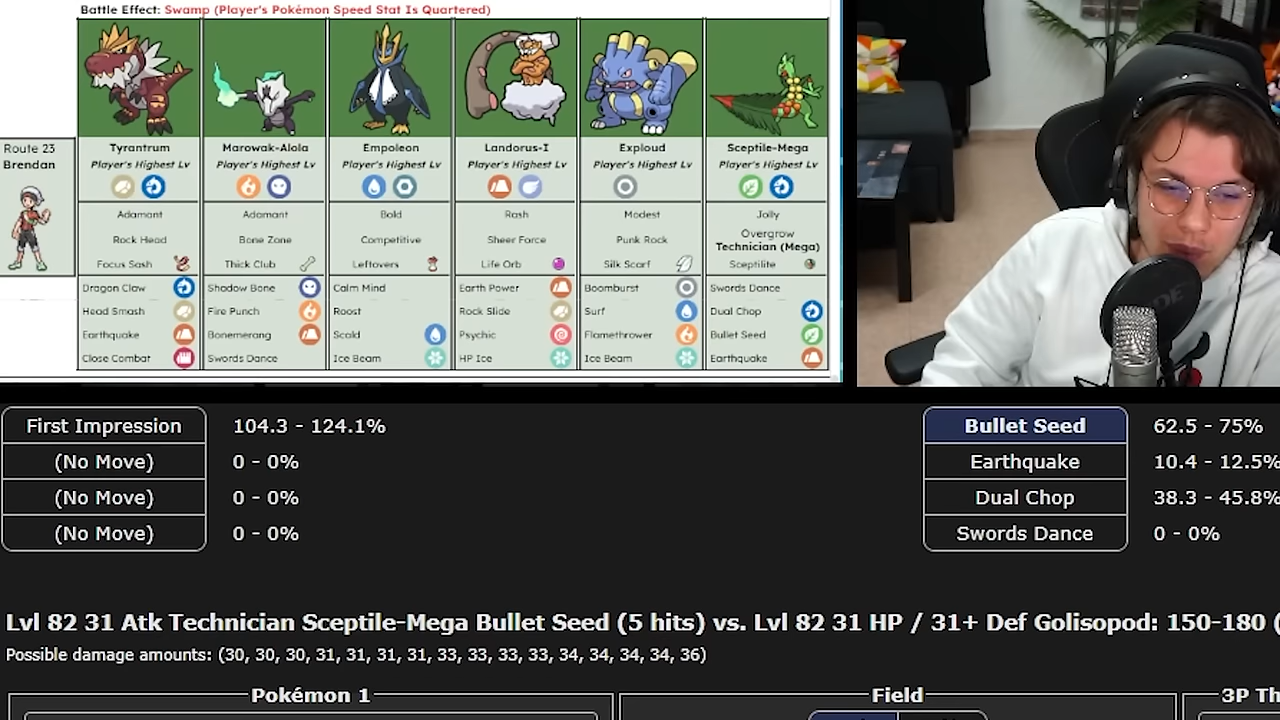 Battle Effect: Swamp (Player's Pokémon Speed Stat Is Quartered)
Route 23
Brendan
Tyrantrum
Player's Highest Lv
Adamant
Rock Head
Focus Sash
Dragon Claw
Head Smash
Earthquake
Close Combat
Marowak-Alola
Player's Highest Lv
Adamant
Bone Zone
Thick Club
Shadow Bone
Fire Punch
Bonemerang
Swords Dance
Empoleon
Player's Highest Lv
Bold
Competitive
Leftovers
Calm Mind
Roost
Scald
Ice Beam
Landorus-I
Player's Highest Lv
Rash
Sheer Force
Life Orb
Earth Power
Rock Slide
Psychic
HP Ice
Exploud
Player's Highest Lv
Modest
Punk Rock
Silk Scarf
Boomburst
Surf
Flamethrower
Ice Beam
Sceptile-Mega
Player's Highest Lv
Jolly
Overgrow
Technician (Mega)
Sceptilite
Swords Dance
Dual Chop
Bullet Seed
Earthquake
First Impression 104.3 - 124.1%
(No Move) 0 - 0%
(No Move) 0 - 0%
(No Move) 0 - 0%
Bullet Seed 62.5 - 75%
Earthquake 10.4 - 12.5%
Dual Chop 38.3 - 45.8%
Swords Dance 0 - 0%
Lvl 82 31 Atk Technician Sceptile-Mega Bullet Seed (5 hits) vs. Lvl 82 31 HP / 31+ Def Golisopod: 150-180 (
Possible damage amounts: (30, 30, 30, 31, 31, 31, 31, 33, 33, 33, 33, 34, 34, 34, 34, 36)
Pokémon 1
Field
3P Th